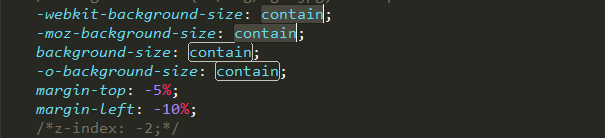 -webkit-background-size: contain;
-moz-background-size: contain;
background-size: contain;
-o-background-size: contain;
margin-top: -5%;
margin-left: -10%;
/*z-index: -2;*/